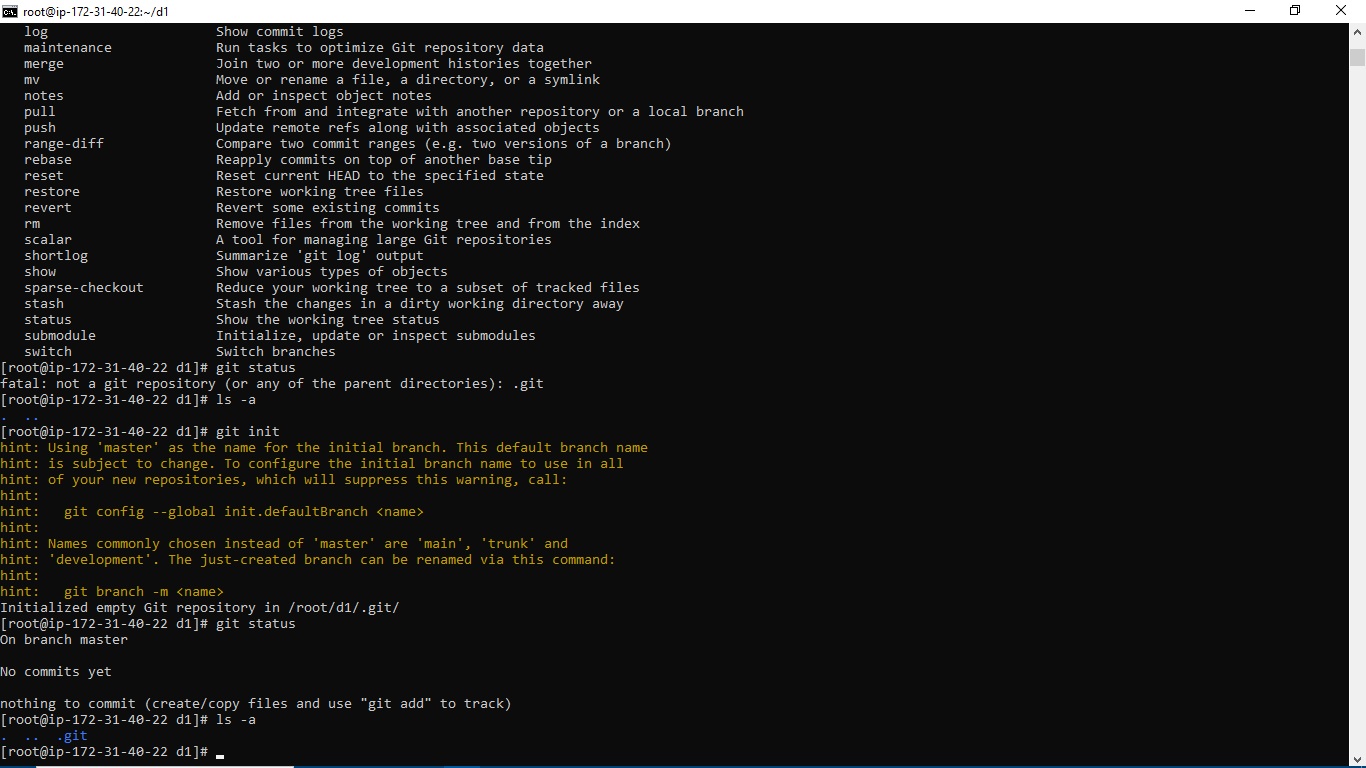 root@ip-172-31-40-22:~/d1
   log                     Show commit logs
   maintenance             Run tasks to optimize Git repository data
   merge                   Join two or more development histories together
   mv                      Move or rename a file, a directory, or a symlink
   notes                   Add or inspect object notes
   pull                    Fetch from and integrate with another repository or a local branch
   push                    Update remote refs along with associated objects
   range-diff              Compare two commit ranges (e.g. two versions of a branch)
   rebase                  Reapply commits on top of another base tip
   reset                   Reset current HEAD to the specified state
   restore                 Restore working tree files
   revert                  Revert some existing commits
   rm                      Remove files from the working tree and from the index
   scalar                  A tool for managing large Git repositories
   shortlog                Summarize 'git log' output
   show                    Show various types of objects
   sparse-checkout         Reduce your working tree to a subset of tracked files
   stash                   Stash the changes in a dirty working directory away
   status                  Show the working tree status
   submodule               Initialize, update or inspect submodules
   switch                  Switch branches
[root@ip-172-31-40-22 d1]# git status
fatal: not a git repository (or any of the parent directories): .git
[root@ip-172-31-40-22 d1]# ls -a
.  ..
[root@ip-172-31-40-22 d1]# git init
hint: Using 'master' as the name for the initial branch. This default branch name
hint: is subject to change. To configure the initial branch name to use in all
hint: of your new repositories, which will suppress this warning, call:
hint:
hint:   git config --global init.defaultBranch <name>
hint:
hint: Names commonly chosen instead of 'master' are 'main', 'trunk' and
hint: 'development'. The just-created branch can be renamed via this command:
hint:
hint:   git branch -m <name>
Initialized empty Git repository in /root/d1/.git/
[root@ip-172-31-40-22 d1]# git status
On branch master

No commits yet

nothing to commit (create/copy files and use "git add" to track)
[root@ip-172-31-40-22 d1]# ls -a
.  ..  .git
[root@ip-172-31-40-22 d1]#